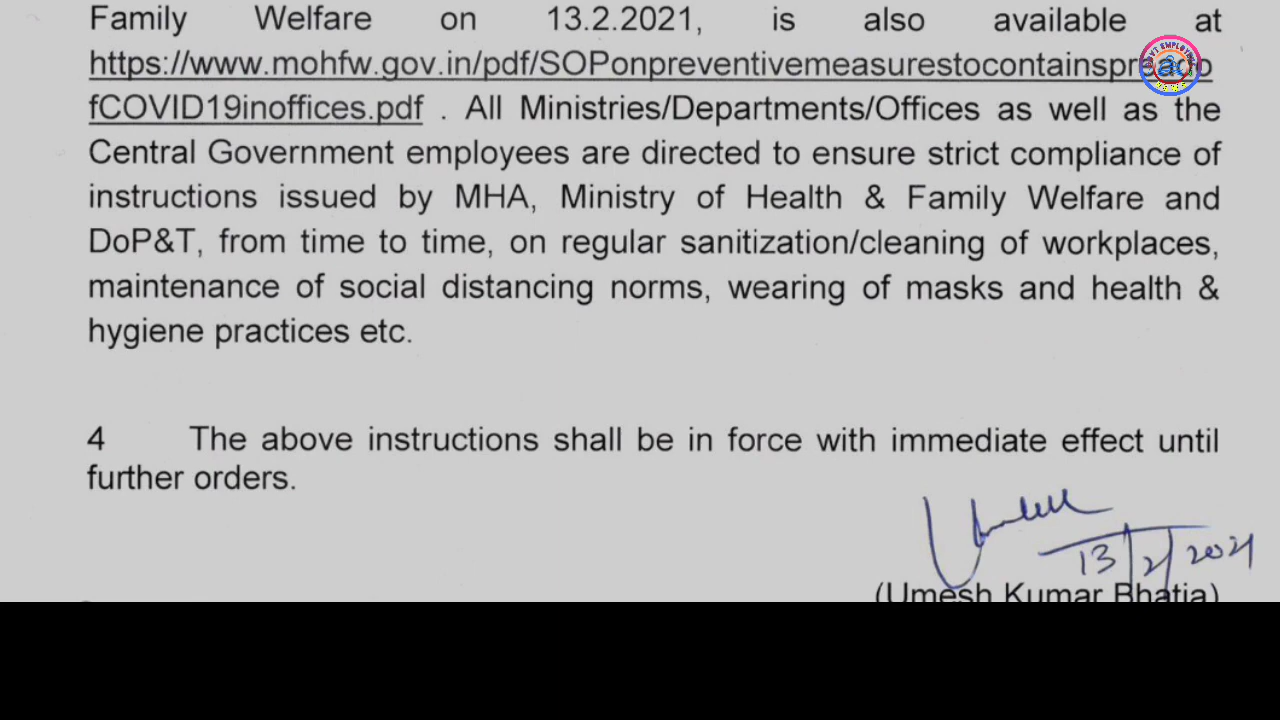 Family Welfare on 13.2.2021, is also available at
https://www.mohfw.gov.in/pdf/SOPonpreventivemeasurestocontainspreado
fCOVID19inoffices.pdf . All Ministries/Departments/Offices as well as the
Central Government employees are directed to ensure strict compliance of
instructions issued by MHA, Ministry of Health & Family Welfare and
DoP&T, from time to time, on regular sanitization/cleaning of workplaces,
maintenance of social distancing norms, wearing of masks and health &
hygiene practices etc.
4 The above instructions shall be in force with immediate effect until
further orders.
13/2/2021
(Umesh Kumar Bhatia)